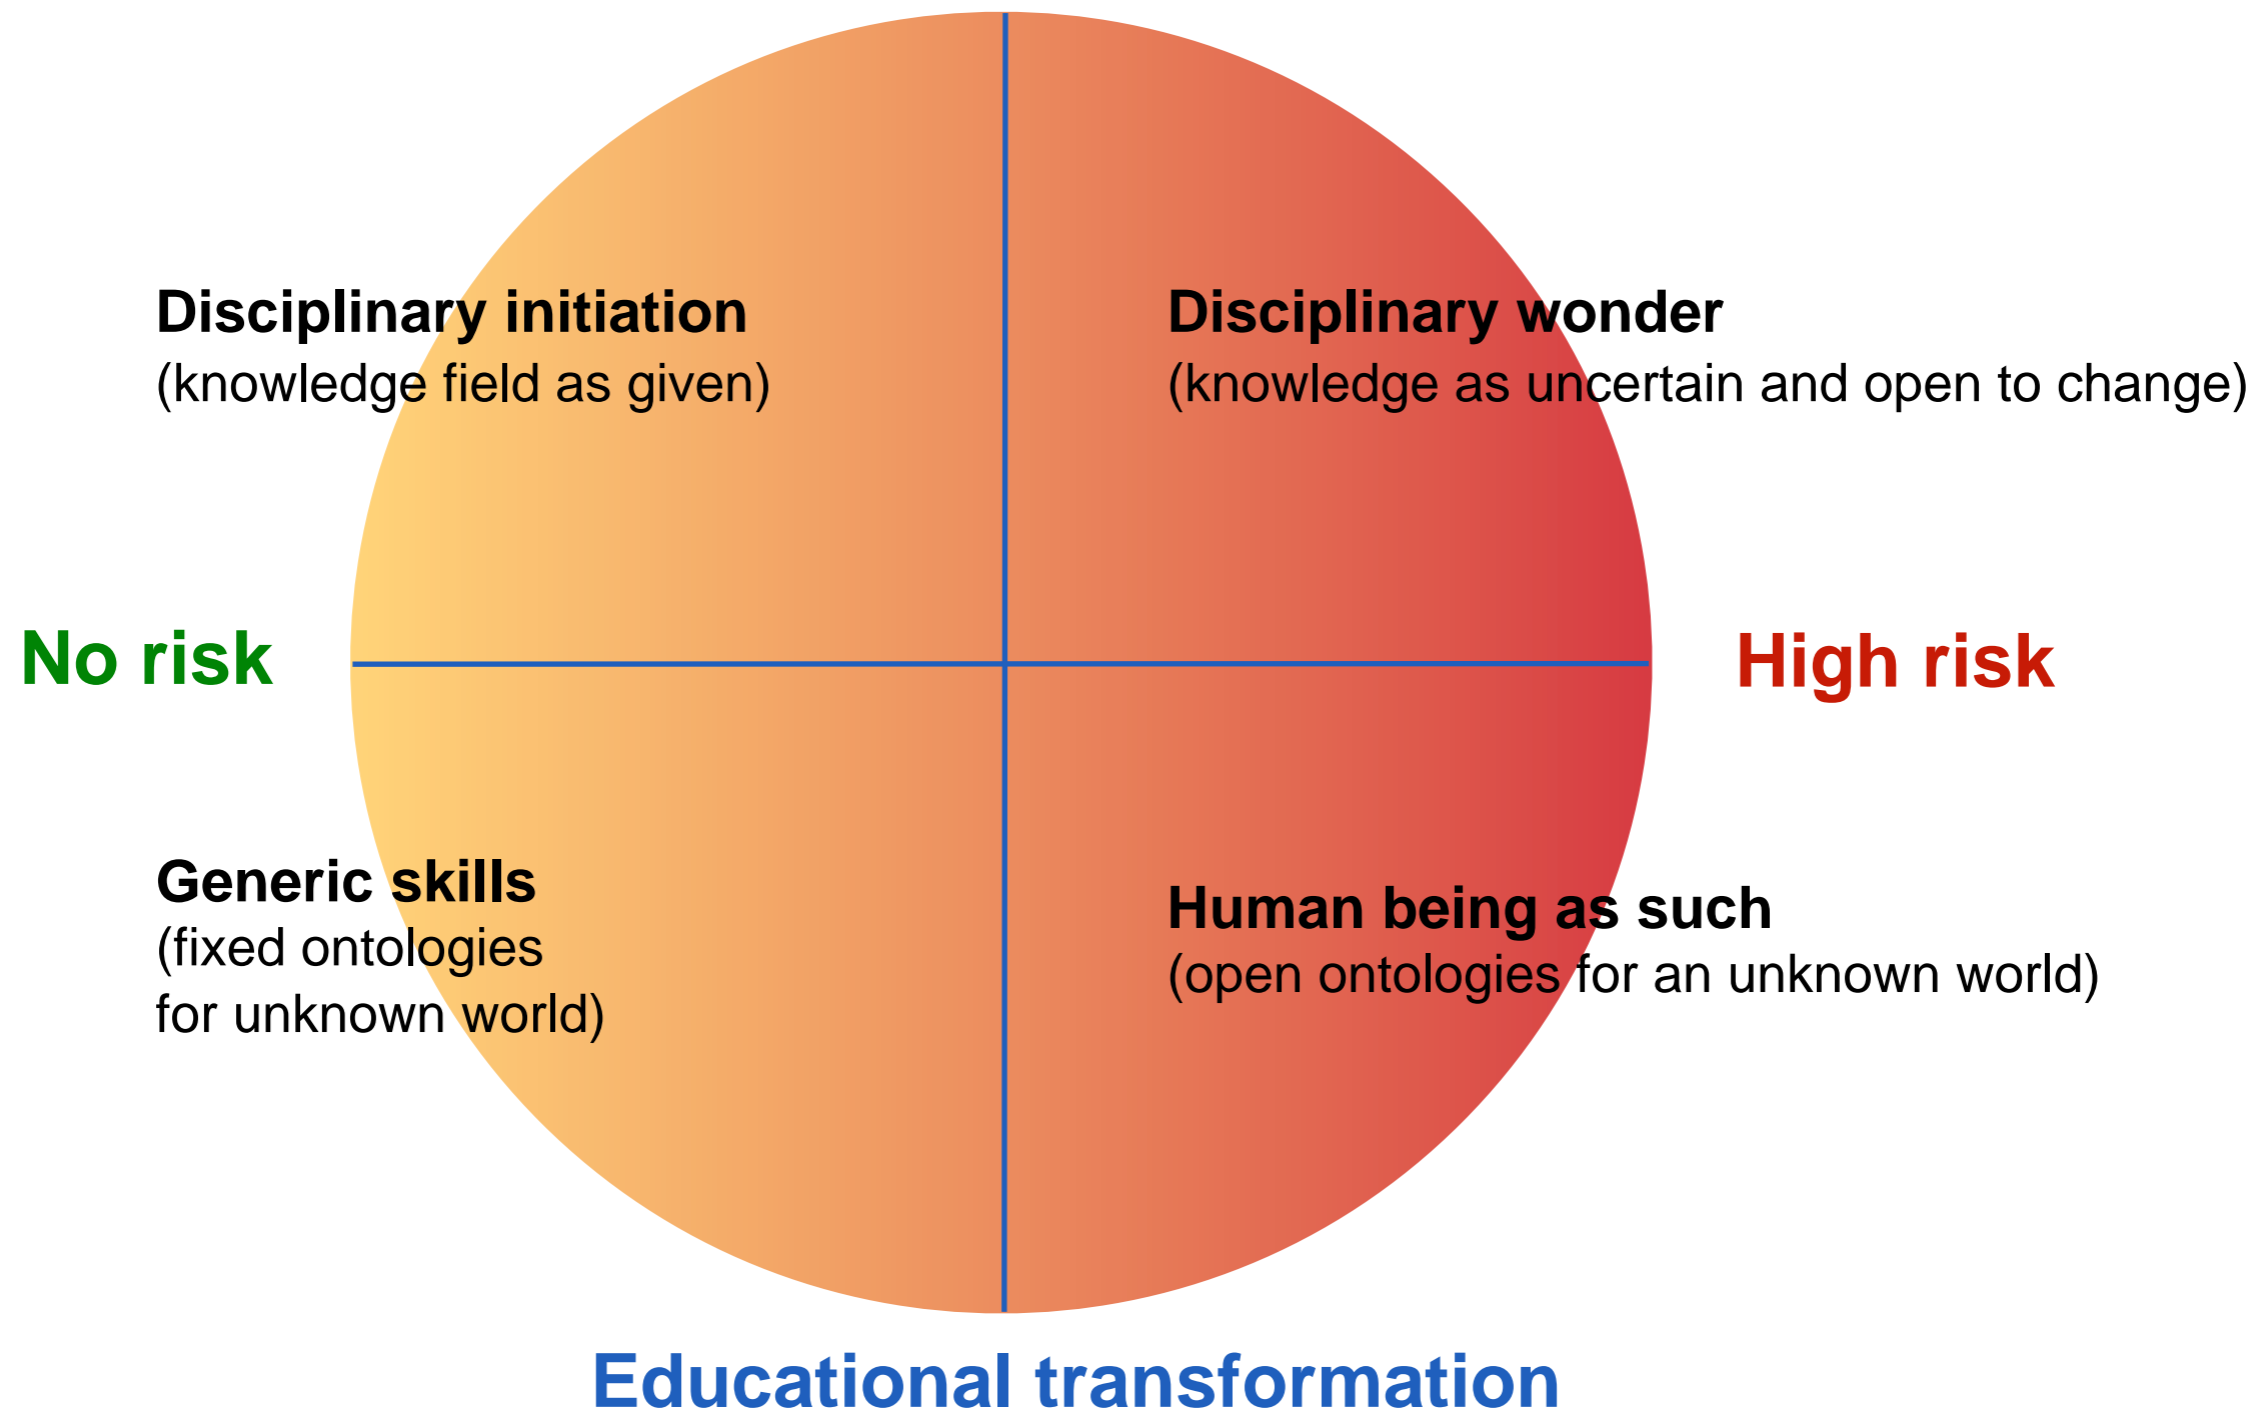 Disciplinary initiation
(knowledge field as given)
Disciplinary wonder
(knowledge as uncertain and open to change)
No risk
High risk
Generic skills
(fixed ontologies
for unknown world)
Human being as such
(open ontologies for an unknown world)
Educational transformation